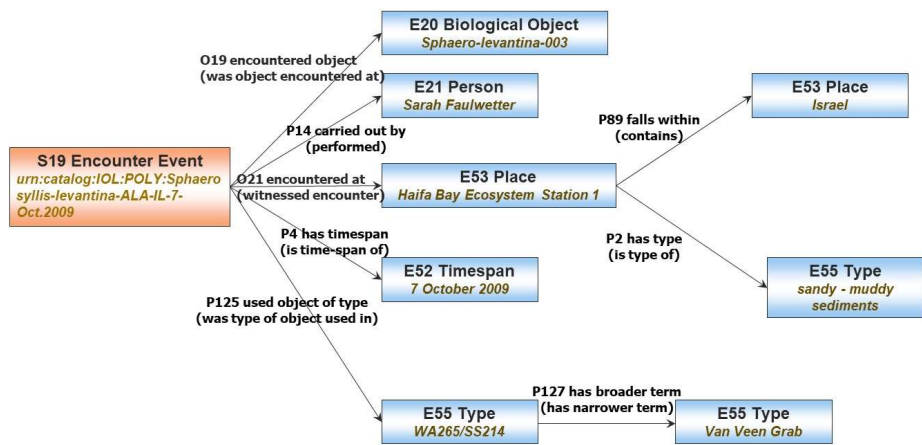 E20 Biological Object
Sphaero-levantina-003
O19 encountered object
(was object encountered at)
E21 Person
Sarah Faulwetter
E53 Place
Israel
P89 falls within
(contains)
P14 carried out by
(performed)
S19 Encounter Event
urn:catalog:IOL:POLY:Sphaero
syllis-levantina-ALA-IL-7-
Oct.2009
O21 encountered at
(witnessed encounter)
E53 Place
Haifa Bay Ecosystem Station 1
P4 has timespan
(is time-span of)
P2 has type
(is type of)
E52 Timespan
7 October 2009
E55 Type
sandy - muddy
sediments
P125 used object of type
(was type of object used in)
P127 has broader term
(has narrower term)
E55 Type
WA265/SS214
E55 Type
Van Veen Grab